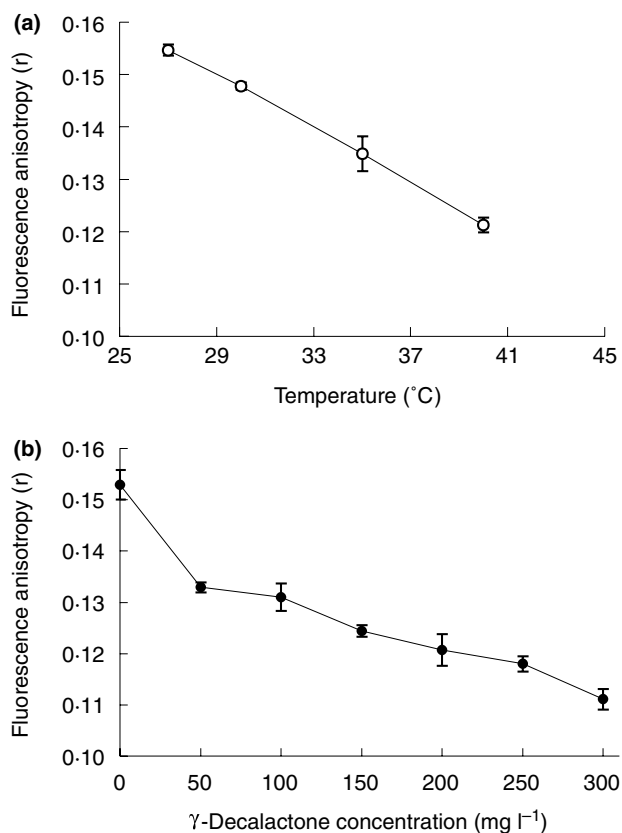 (a)
Fluorescence anisotropy (r)
0·16
0·15
0·14
0·13
0·12
0·11
0·10
25 29 33 37 41 45
Temperature (˚C)
(b)
Fluorescence anisotropy (r)
0·16
0·15
0·14
0·13
0·12
0·11
0·10
0 50 100 150 200 250 300
γ-Decalactone concentration (mg l⁻¹)